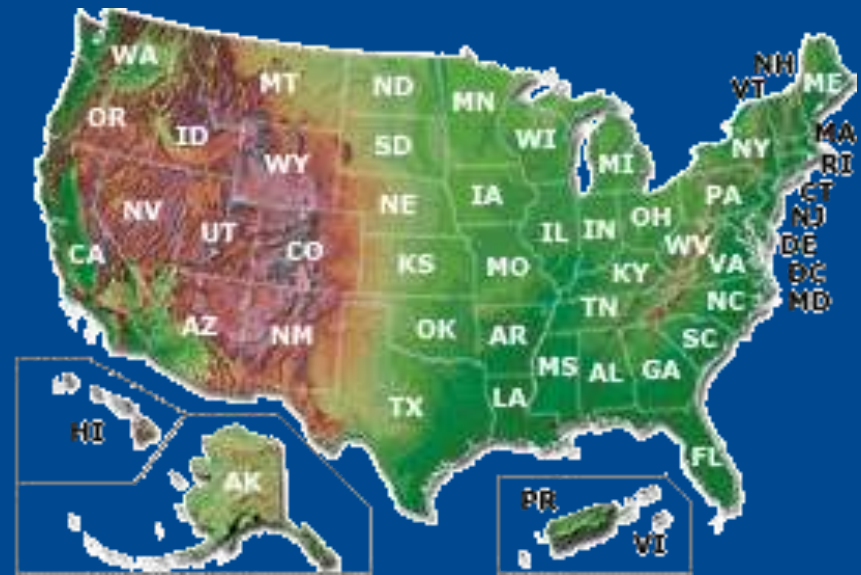 WA
MT
ND
MN
NH
VT
ME
OR
ID
SD
WI
MI
NY
MA
RI
WY
NE
IA
PA
CT
NV
UT
CO
IL
IN
OH
NJ
CA
KS
MO
WV
VA
DE
KY
DC
AZ
NM
OK
AR
TN
NC
MD
SC
TX
LA
MS
AL
GA
HI
AK
FL
PR
VI